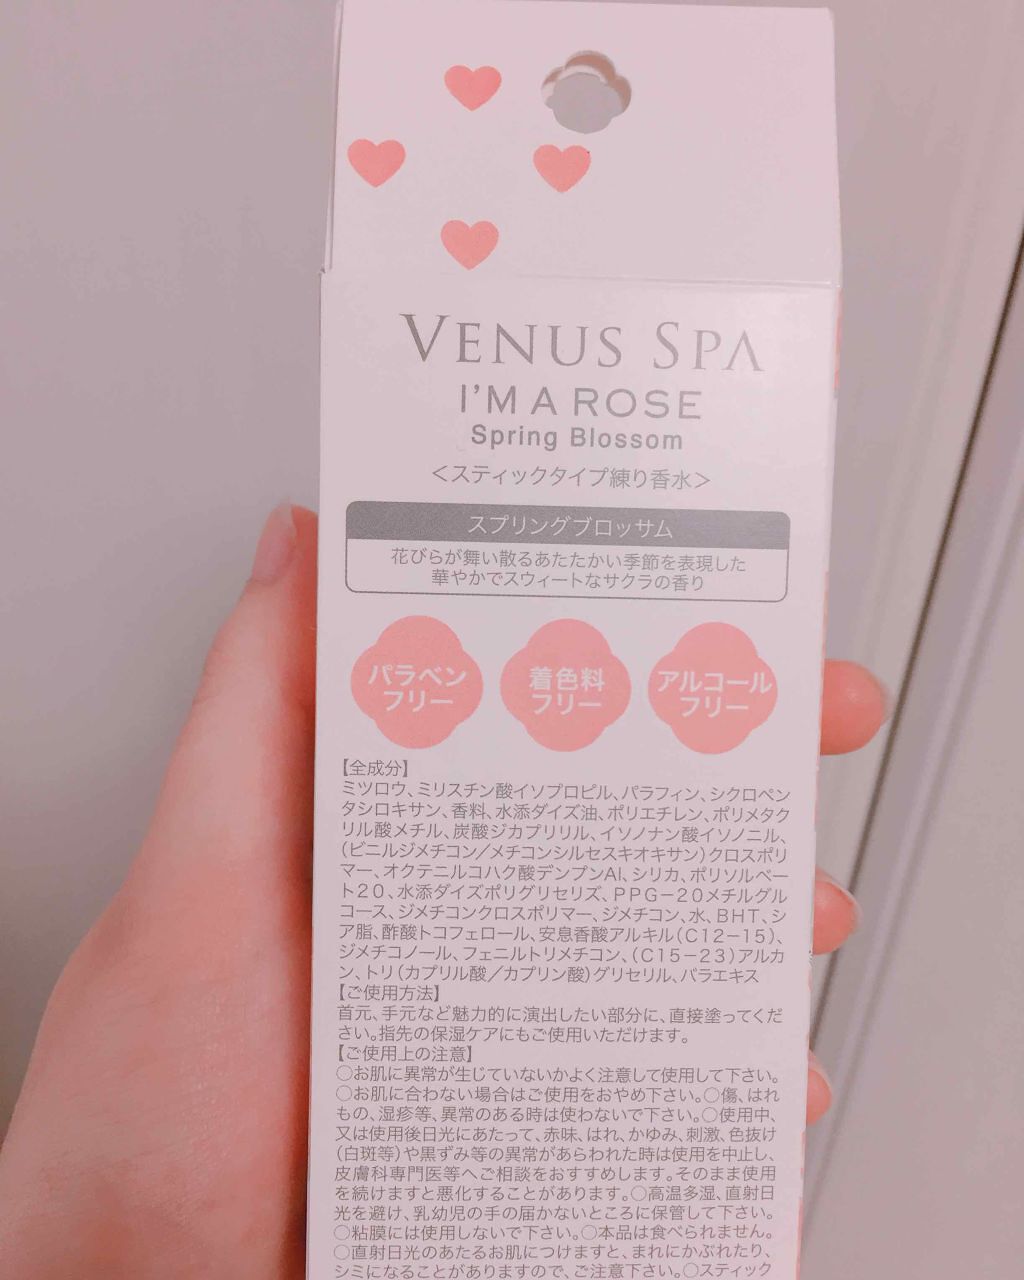 VENUS SPA
I'M A ROSE
Spring Blossom
＜スティックタイプ練り香水＞
スプリングブロッサム
花びらが舞い散るあたたかい季節を表現した
華やかでスウィートなサクラの香り
パラベン
フリー
着色料
フリー
アルコール
フリー
【全成分】
ミツロウ、ミリスチン酸イソプロピル、パラフィン、シクロペン
タシロキサン、香料、水添ダイズ油、ポリエチレン、ポリメタク
リル酸メチル、炭酸ジカプリリル、イソノナン酸イソノニル、
（ビニルジメチコン／メチコンシルセスキオキサン）クロスポリ
マー、オクテニルコハク酸デンプンAl、シリカ、ポリソルベー
ト20、水添ダイズポリグリセリズ、PPG－20メチルグル
コース、ジメチコンクロスポリマー、ジメチコン、水、BHT、シ
ア脂、酢酸トコフェロール、安息香酸アルキル（C12－15）、
ジメチコノール、フェニルトリメチコン、（C15－23）アルカ
ン、トリ（カプリル酸／カプリン酸）グリセリル、バラエキス
【ご使用方法】
首元、手元など魅力的に演出したい部分に、直接塗ってくだ
さい。指先の保湿ケアにもご使用いただけます。
【ご使用上の注意】
○お肌に異常が生じていないかよく注意して使用して下さい。
○お肌に合わない場合はご使用をおやめ下さい。○傷、はれ
もの、湿疹等、異常のある時は使わないで下さい。○使用中、
又は使用後日光にあたって、赤味、はれ、かゆみ、刺激、色抜け
（白斑等）や黒ずみ等の異常があらわれた時は使用を中止し、
皮膚科専門医等へご相談をおすすめします。そのまま使用
を続けますと悪化することがあります。○高温多湿、直射日
光を避け、乳幼児の手の届かないところに保管して下さい。
○粘膜には使用しないで下さい。○本品は食べられません。
○直射日光のあたるお肌につけますと、まれにかぶれたり、
シミになることがありますので、ご注意下さい。○スティック